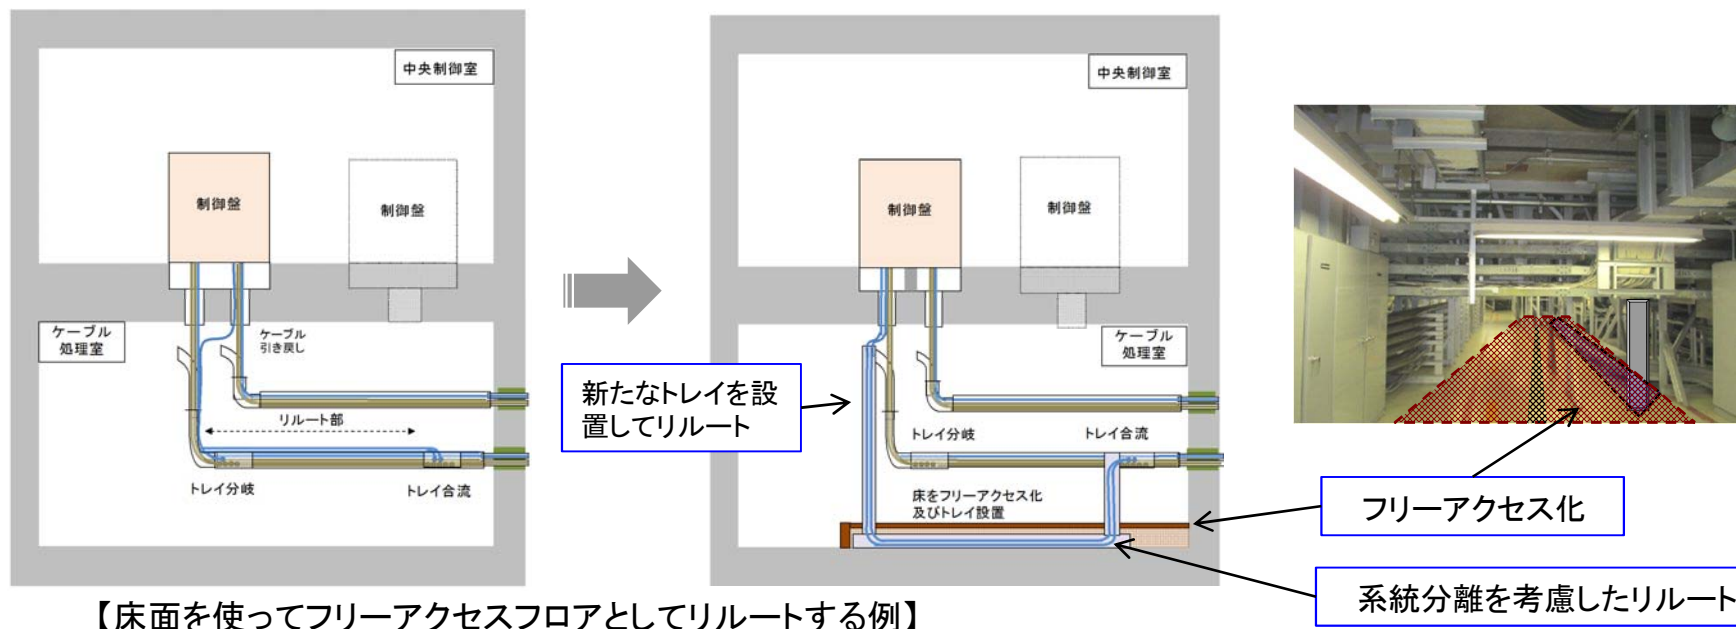 中央制御室
制御盤
制御盤
ケーブル
処理室
ケーブル
引き戻し
リルート部
トレイ分岐
トレイ合流
中央制御室
制御盤
制御盤
ケーブル
処理室
新たなトレイを設
置してリルート
トレイ分岐
トレイ合流
床をフリーアクセス化
及びトレイ設置
フリーアクセス化
系統分離を考慮したリルート
【床面を使ってフリーアクセスフロアとしてリルートする例】